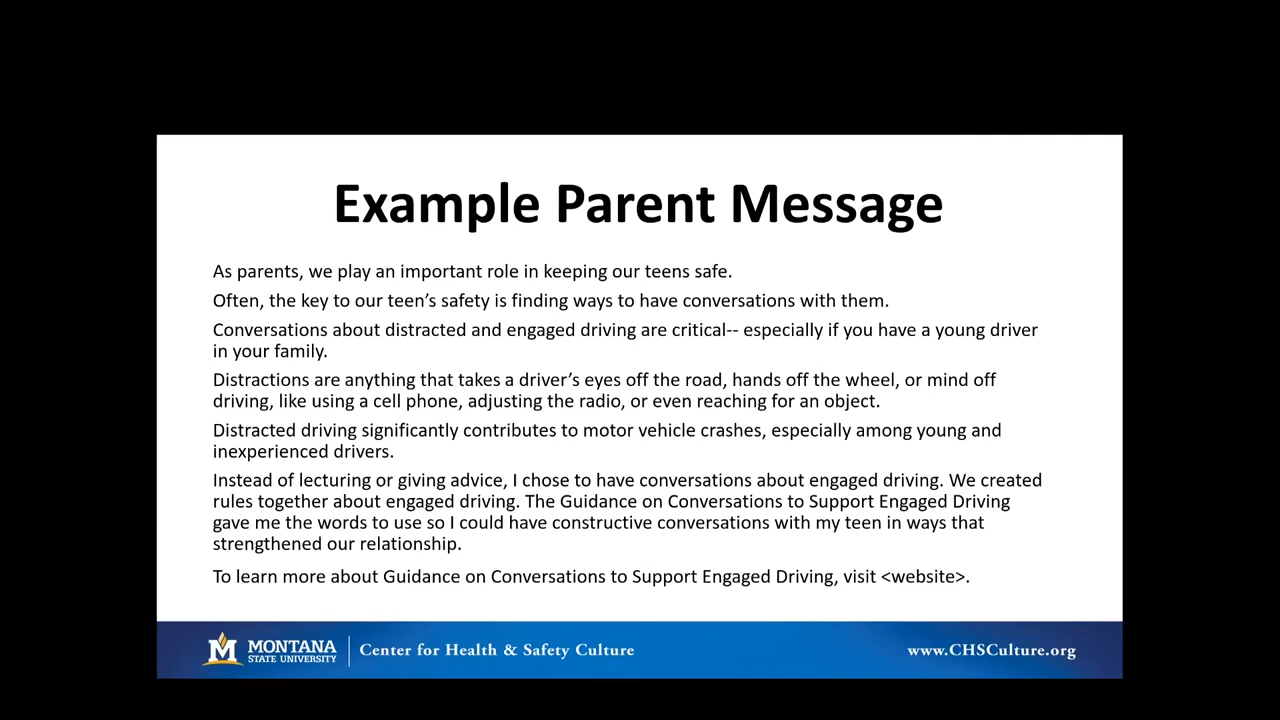 Example Parent Message
As parents, we play an important role in keeping our teens safe.
Often, the key to our teen’s safety is finding ways to have conversations with them.
Conversations about distracted and engaged driving are critical-- especially if you have a young driver
in your family.
Distractions are anything that takes a driver’s eyes off the road, hands off the wheel, or mind off
driving, like using a cell phone, adjusting the radio, or even reaching for an object.
Distracted driving significantly contributes to motor vehicle crashes, especially among young and
inexperienced drivers.
Instead of lecturing or giving advice, I chose to have conversations about engaged driving. We created
rules together about engaged driving. The Guidance on Conversations to Support Engaged Driving
gave me the words to use so I could have constructive conversations with my teen in ways that
strengthened our relationship.
To learn more about Guidance on Conversations to Support Engaged Driving, visit <website>.
M MONTANA
STATE UNIVERSITY
Center for Health & Safety Culture
www.CHSCulture.org